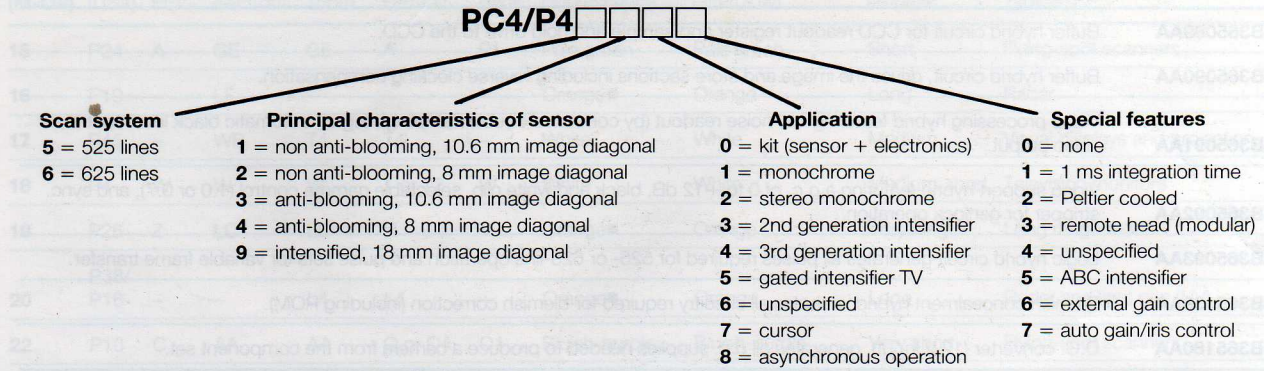 PC4/P4
Scan system
5 = 525 lines
6 = 625 lines
Principal characteristics of sensor
1 = non anti-blooming, 10.6 mm image diagonal
2 = non anti-blooming, 8 mm image diagonal
3 = anti-blooming, 10.6 mm image diagonal
4 = anti-blooming, 8 mm image diagonal
9 = intensified, 18 mm image diagonal
Application
0 = kit (sensor + electronics)
1 = monochrome
2 = stereo monochrome
3 = 2nd generation intensifier
4 = 3rd generation intensifier
5 = gated intensifier TV
6 = unspecified
7 = cursor
8 = asynchronous operation
Special features
0 = none
1 = 1 ms integration time
2 = Peltier cooled
3 = remote head (modular)
4 = unspecified
5 = ABC intensifier
6 = external gain control
7 = auto gain/iris control